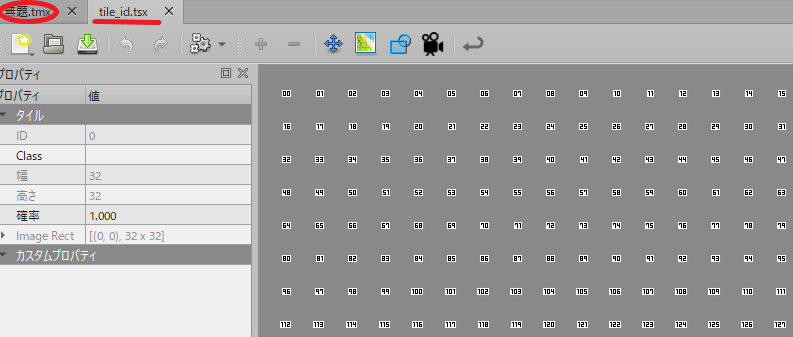 無題.tmx
tile_id.tsx
プロパティ
プロパティ 値
タイル
ID 0
Class
幅 32
高さ 32
確率 1.000
Image Rect [(0, 0), 32 x 32]
カスタムプロパティ
00 01 02 03 04 05 06 07 08 09 10 11 12 13 14 15
16 17 18 19 20 21 22 23 24 25 26 27 28 29 30 31
32 33 34 35 36 37 38 39 40 41 42 43 44 45 46 47
48 49 50 51 52 53 54 55 56 57 58 59 60 61 62 63
64 65 66 67 68 69 70 71 72 73 74 75 76 77 78 79
80 81 82 83 84 85 86 87 88 89 90 91 92 93 94 95
96 97 98 99 100 101 102 103 104 105 106 107 108 109 110 111
112 113 114 115 116 117 118 119 120 121 122 123 124 125 126 127